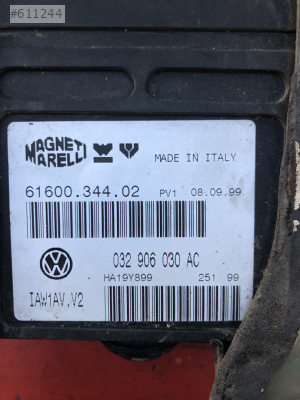 #611244
MAGNETI
MARELLI
MADE IN ITALY
61600.344.02 PV1 08.09.99
032 906 030 AC
HA19Y899 251 99
IAW1AV.V2